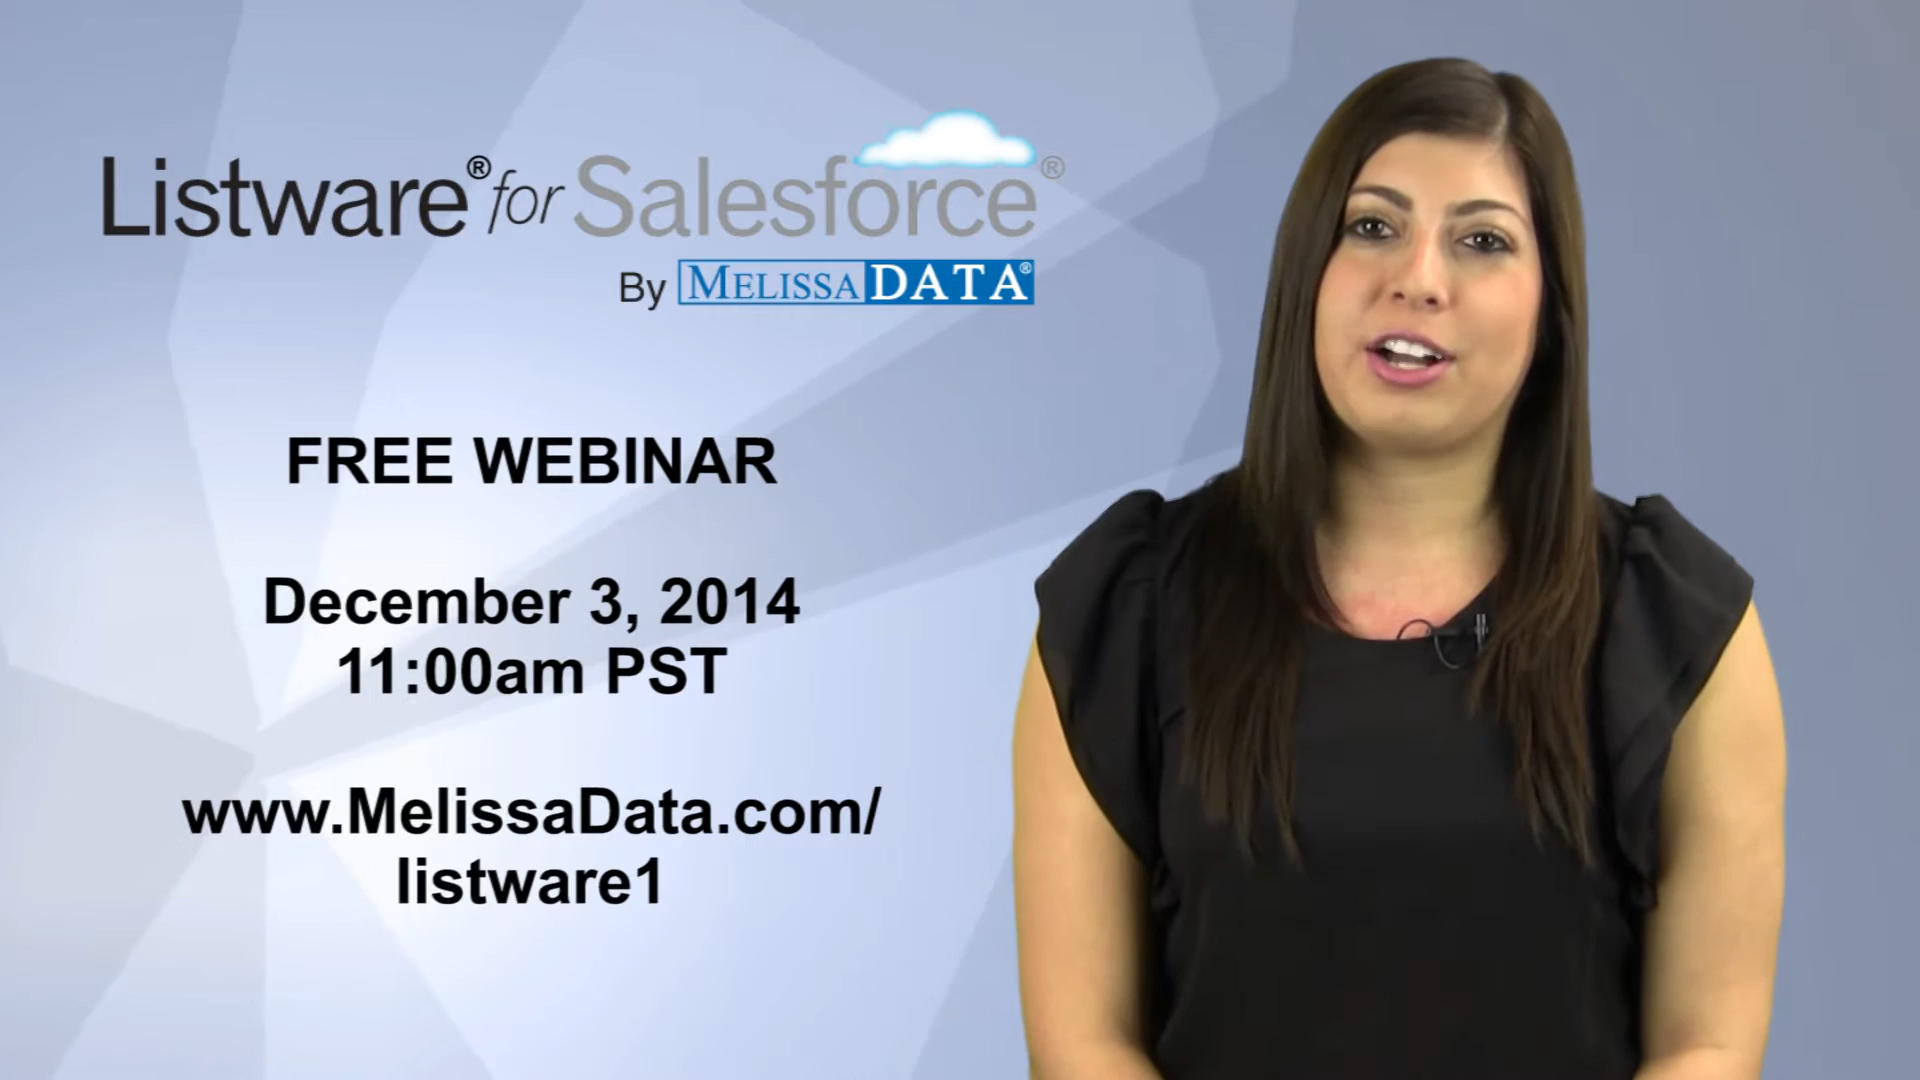 Listware® for Salesforce®
By MELISSA DATA®
FREE WEBINAR
December 3, 2014
11:00am PST
www.MelissaData.com/
listware1